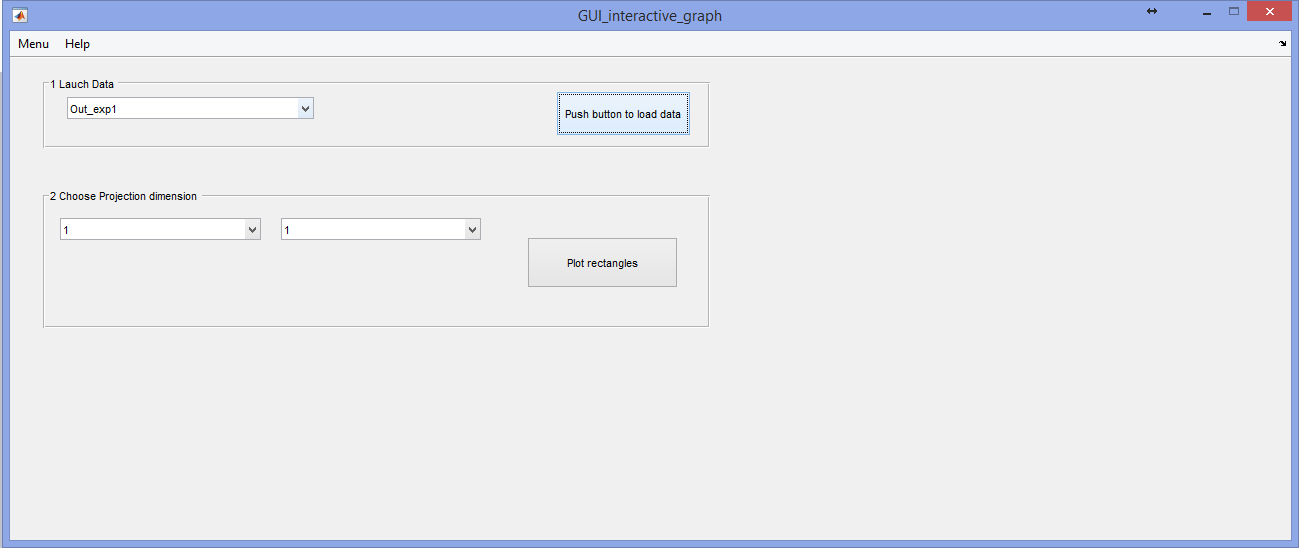 GUI_interactive_graph
Menu Help
1 Lauch Data
Out_exp1
Push button to load data
2 Choose Projection dimension
1 1
Plot rectangles